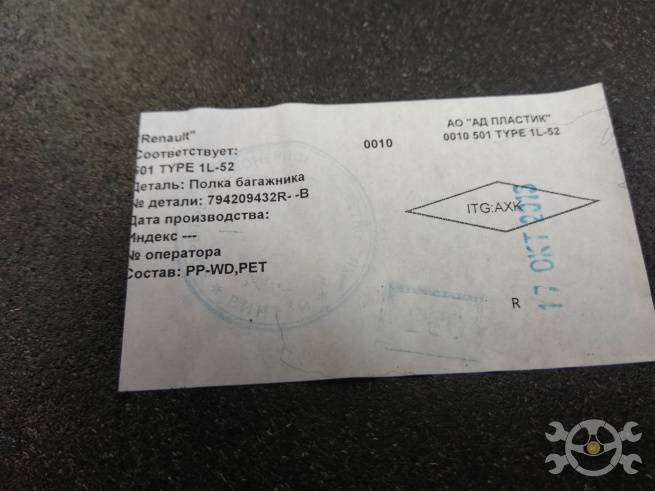 "Renault"
Соответствует:
501 TYPE 1L-52
Деталь: Полка багажника
№ детали: 794209432R- -B
Дата производства:
Индекс ---
№ оператора
Состав: PP-WD,PET
0010
АО "АД ПЛАСТИК"
0010 501 TYPE 1L-52
ITG:AXK
R
17 ОКТ 2018